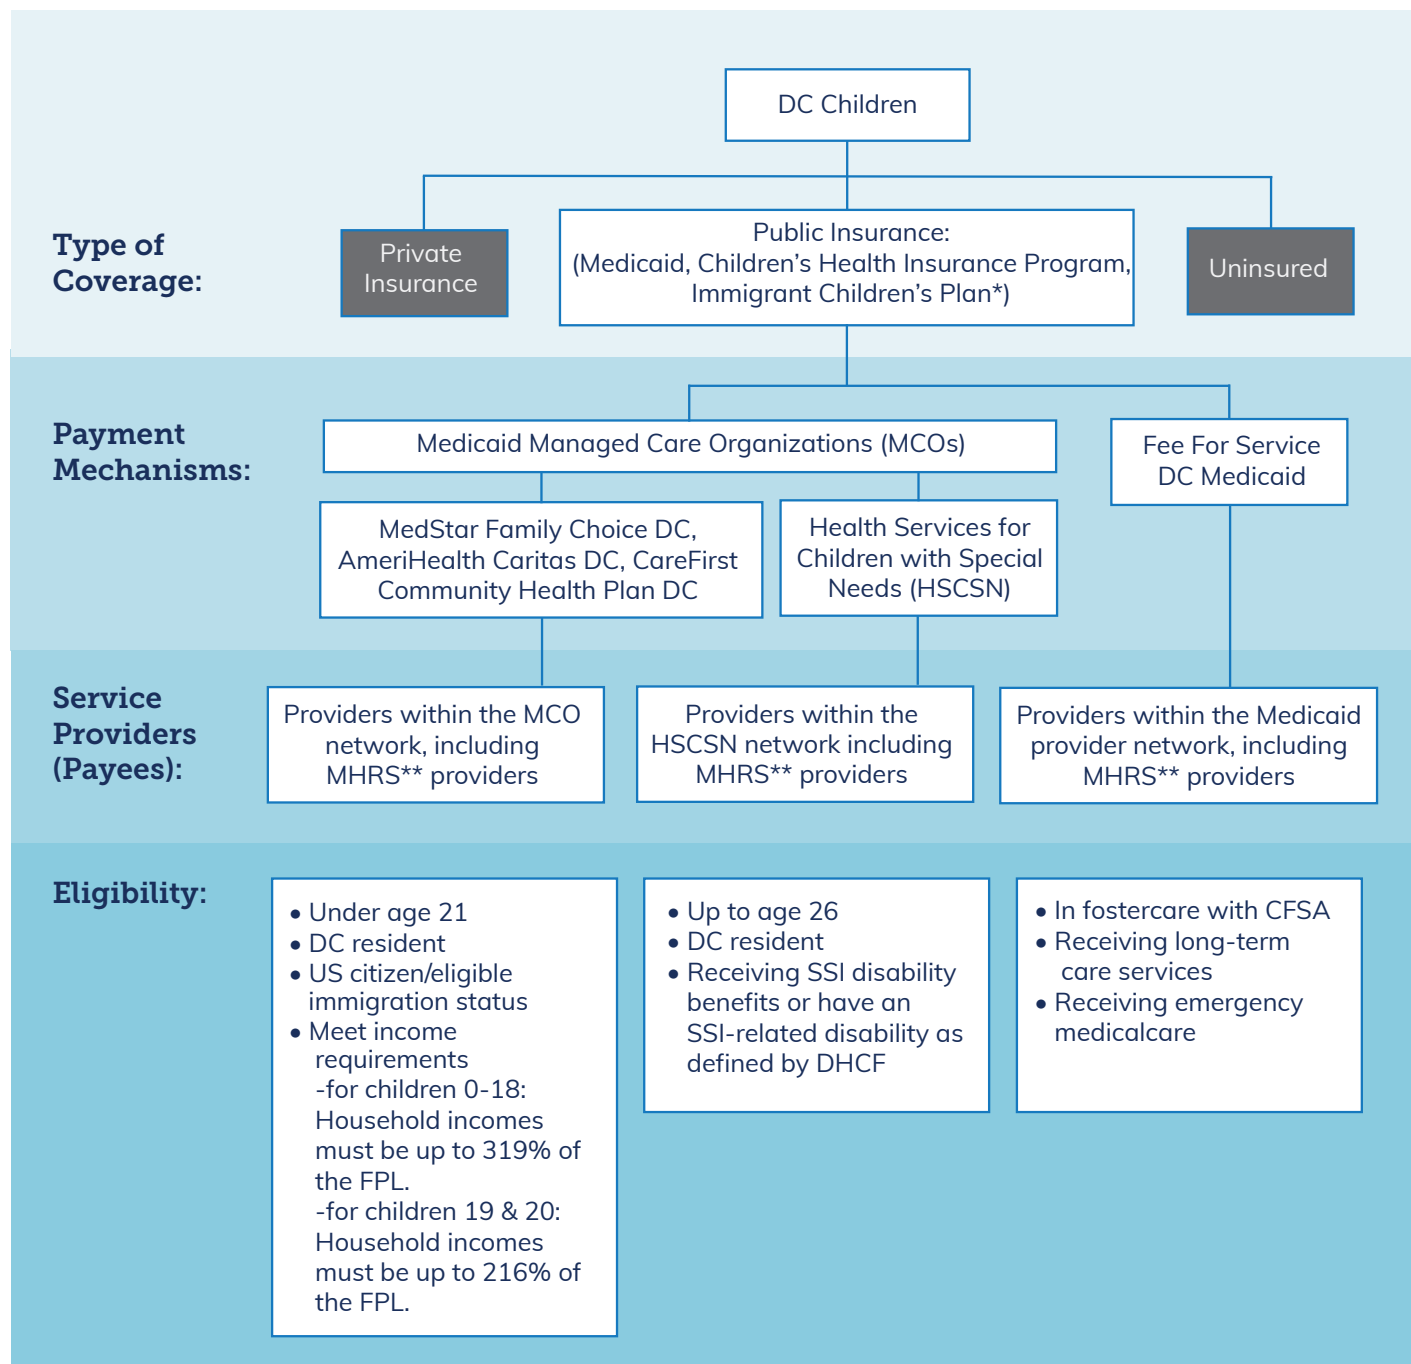 DC Children
Type of
Coverage:
Private
Insurance
Public Insurance:
(Medicaid, Children’s Health Insurance Program,
Immigrant Children’s Plan*)
Uninsured
Payment
Mechanisms:
Medicaid Managed Care Organizations (MCOs)
Fee For Service
DC Medicaid
MedStar Family Choice DC,
AmeriHealth Caritas DC, CareFirst
Community Health Plan DC
Health Services for
Children with Special
Needs (HSCSN)
Service
Providers
(Payees):
Providers within the MCO
network, including
MHRS** providers
Providers within the
HSCSN network including
MHRS** providers
Providers within the Medicaid
provider network, including
MHRS** providers
Eligibility:
• Under age 21
• DC resident
• US citizen/eligible
immigration status
• Meet income
requirements
-for children 0-18:
Household incomes
must be up to 319% of
the FPL.
-for children 19 & 20:
Household incomes
must be up to 216% of
the FPL.
• Up to age 26
• DC resident
• Receiving SSI disability
benefits or have an
SSI-related disability as
defined by DHCF
• In fostercare with CFSA
• Receiving long-term
care services
• Receiving emergency
medicalcare